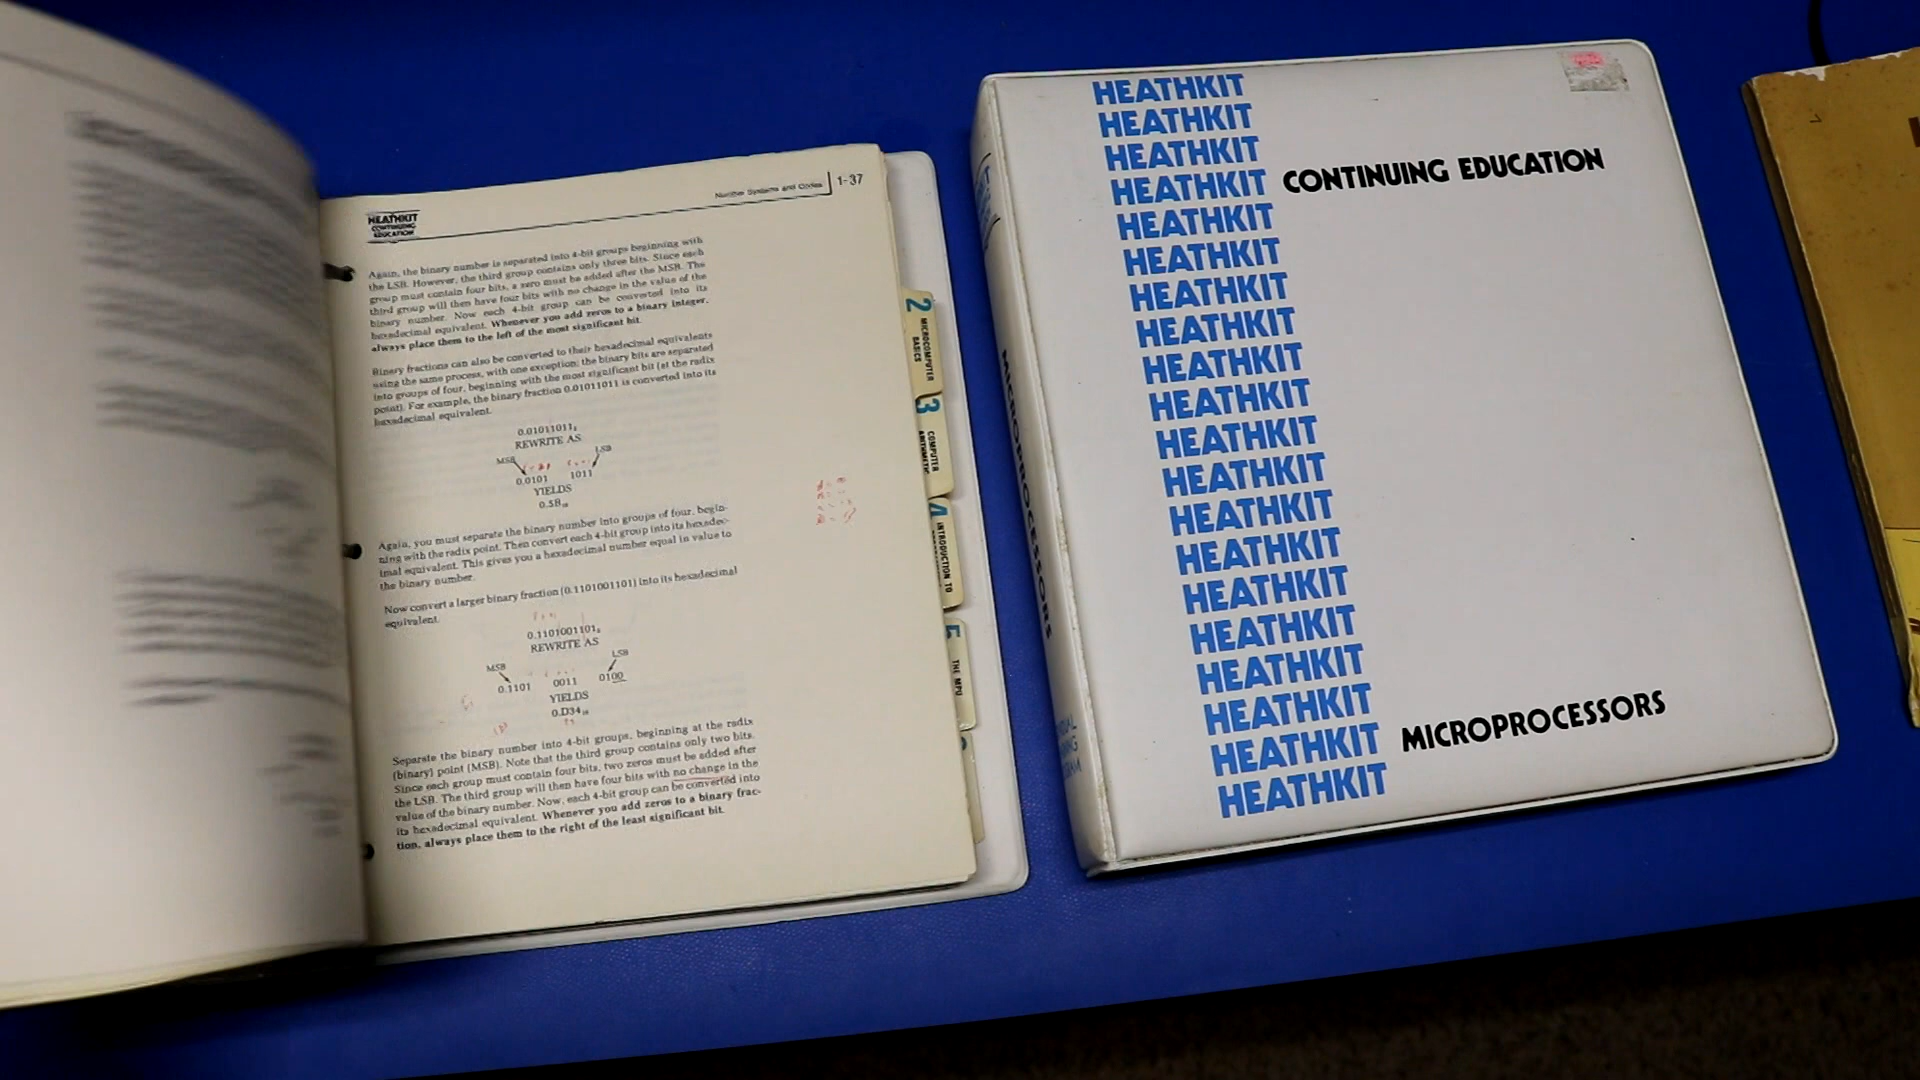 Number Systems and Codes | 1-37
HEATHKIT
CONTINUING
EDUCATION
Again, the binary number is separated into 4-bit groups beginning with
the LSB. However, the third group contains only three bits. Since each
group must contain four bits, a zero must be added after the MSB. The
third group will then have four bits with no change in the value of the
binary number. Now each 4-bit group can be converted into its
hexadecimal equivalent. Whenever you add zeros to a binary integer,
always place them to the left of the most significant bit.
Binary fractions can also be converted to their hexadecimal equivalents
using the same process, with one exception; the binary bits are separated
into groups of four, beginning with the most significant bit (at the radix
point). For example, the binary fraction 0.01011011 is converted into its
hexadecimal equivalent.
0.01011011₂
REWRITE AS
MSB LSB
0.0101 1011
YIELDS
0.5B₁₆
Again, you must separate the binary number into groups of four, begin-
ning with the radix point. Then convert each 4-bit group into its hexadec-
imal equivalent. This gives you a hexadecimal number equal in value to
the binary number.
Now convert a larger binary fraction (0.1101001101) into its hexadecimal
equivalent.
0.1101001101₂
REWRITE AS
MSB LSB
0.1101 0011 0100
YIELDS
0.D34₁₆
Separate the binary number into 4-bit groups, beginning at the radix
(binary) point (MSB). Note that the third group contains only two bits.
Since each group must contain four bits, two zeros must be added after
the LSB. The third group will then have four bits with no change in the
value of the binary number. Now, each 4-bit group can be converted into
its hexadecimal equivalent. Whenever you add zeros to a binary frac-
tion, always place them to the right of the least significant bit.
2 MICROCOMPUTER
BASICS
3 COMPUTER
ARITHMETIC
4 INTRODUCTION TO
5 THE MPU
MICROPROCESSORS
HEATHKIT
HEATHKIT
HEATHKIT
HEATHKIT CONTINUING EDUCATION
HEATHKIT
HEATHKIT
HEATHKIT
HEATHKIT
HEATHKIT
HEATHKIT
HEATHKIT
HEATHKIT
HEATHKIT
HEATHKIT
HEATHKIT
HEATHKIT
HEATHKIT
HEATHKIT
HEATHKIT MICROPROCESSORS
HEATHKIT